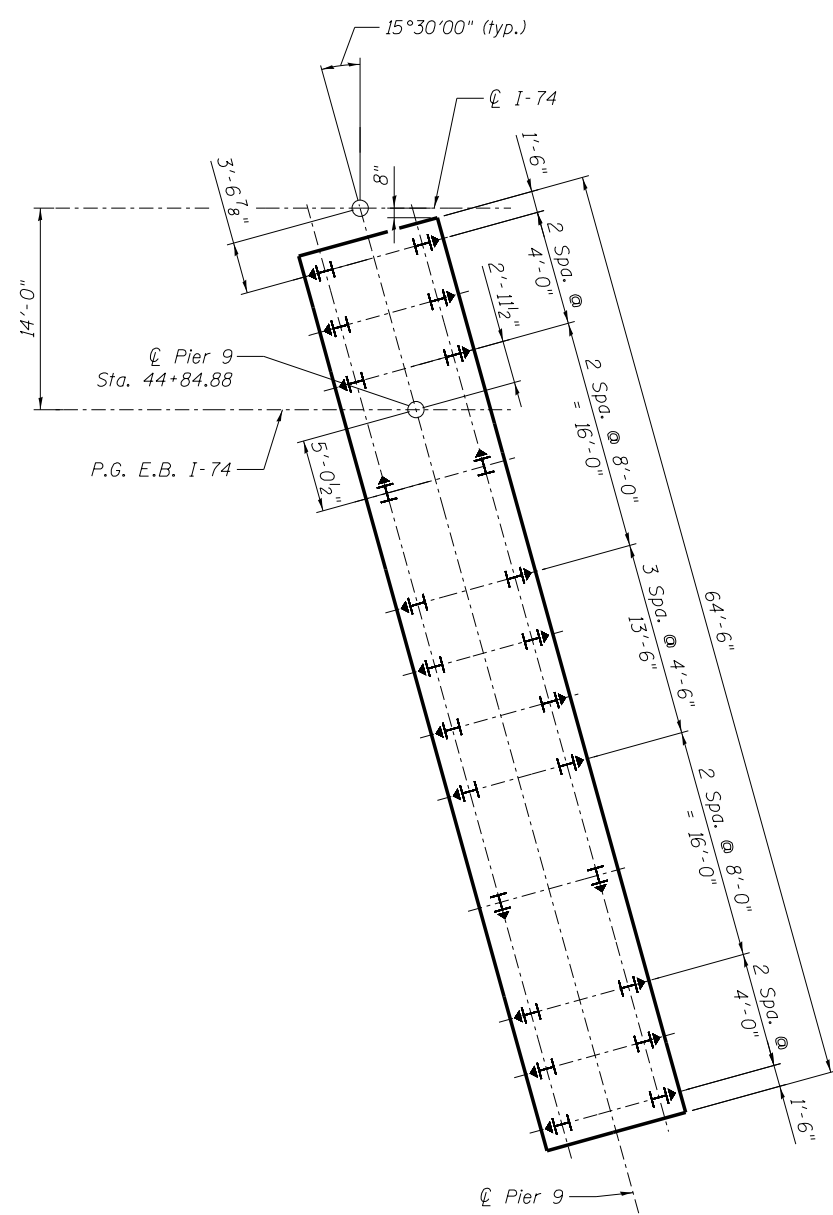 15°30'00" (typ.)
℄ I-74
1'-6"
3'-6⅞"
8"
2 Spa. @
4'-0"
2'-11½"
14'-0"
℄ Pier 9
Sta. 44+84.88
2 Spa. @ 8'-0"
= 16'-0"
P.G. E.B. I-74
5'-0½"
3 Spa. @ 4'-6"
13'-6"
64'-6"
2 Spa. @ 8'-0"
= 16'-0"
2 Spa. @
4'-0"
1'-6"
℄ Pier 9